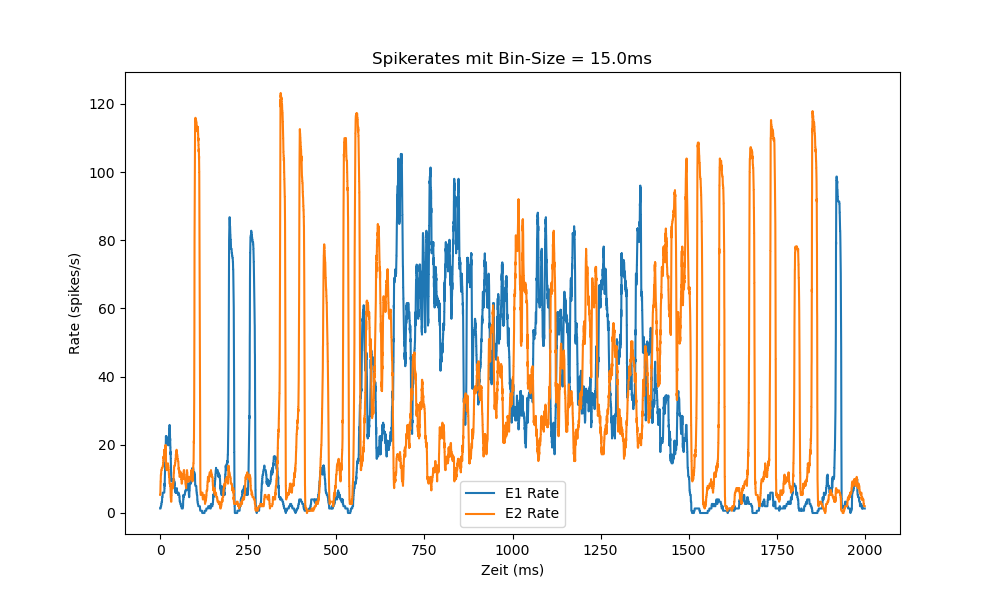 Spikerates mit Bin-Size = 15.0ms
Rate (spikes/s)
120
100
80
60
40
20
0
E1 Rate
E2 Rate
0 250 500 750 1000 1250 1500 1750 2000
Zeit (ms)